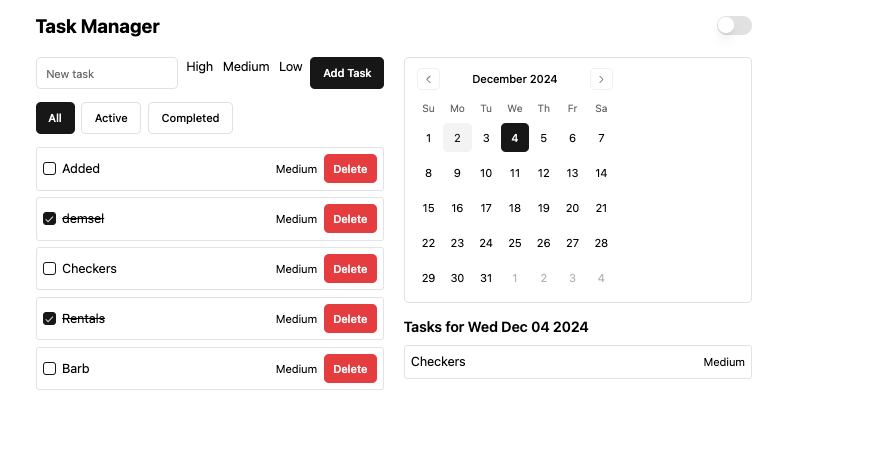 Task Manager
New task High Medium Low Add Task
All Active Completed
Added Medium Delete
demsel Medium Delete
Checkers Medium Delete
Rentals Medium Delete
Barb Medium Delete
December 2024
Su Mo Tu We Th Fr Sa
1 2 3 4 5 6 7
8 9 10 11 12 13 14
15 16 17 18 19 20 21
22 23 24 25 26 27 28
29 30 31 1 2 3 4
Tasks for Wed Dec 04 2024
Checkers Medium